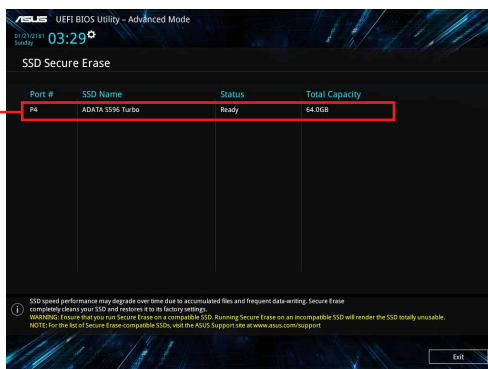 ASUS UEFI BIOS Utility – Advanced Mode
01/21/2181
Sunday
03:29
SSD Secure Erase
Port # SSD Name Status Total Capacity
P4 ADATA S596 Turbo Ready 64.0GB
SSD speed performance may degrade over time due to accumulated files and frequent data-writing. Secure Erase
completely cleans your SSD and restores it to its factory settings.
WARNING: Ensure that you run Secure Erase on a compatible SSD. Running Secure Erase on an incompatible SSD will render the SSD totally unusable.
NOTE: For the list of Secure Erase-compatible SSDs, visit the ASUS Support site at www.asus.com/support
Exit